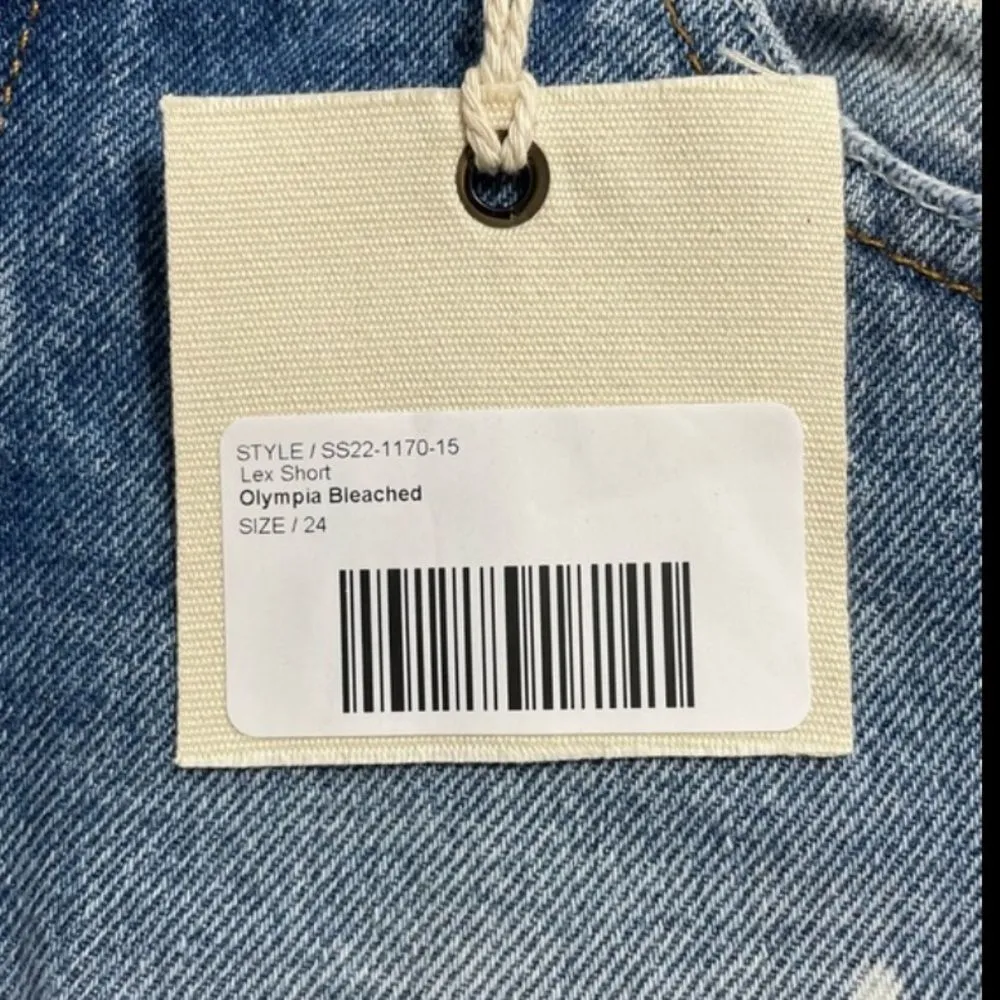 STYLE / SS22-1170-15
Lex Short
Olympia Bleached
SIZE / 24